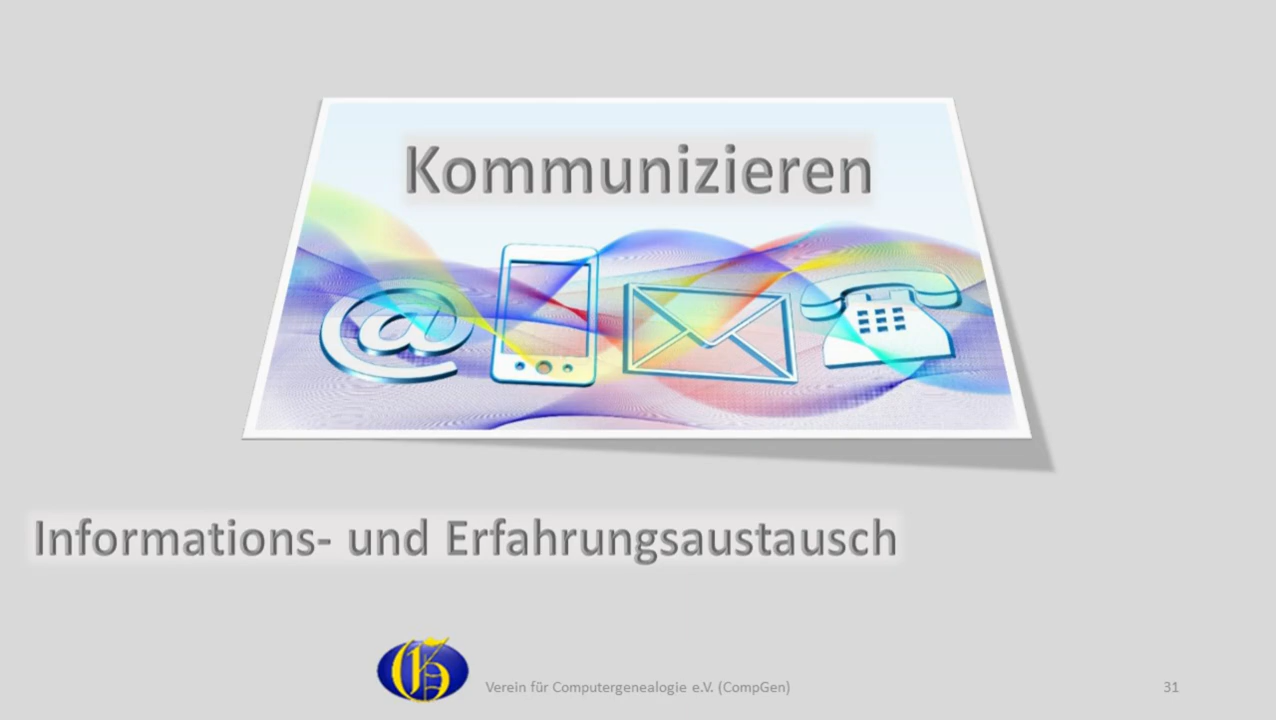 Kommunizieren
Informations- und Erfahrungsaustausch
Verein für Computergenealogie e.V. (CompGen)
31